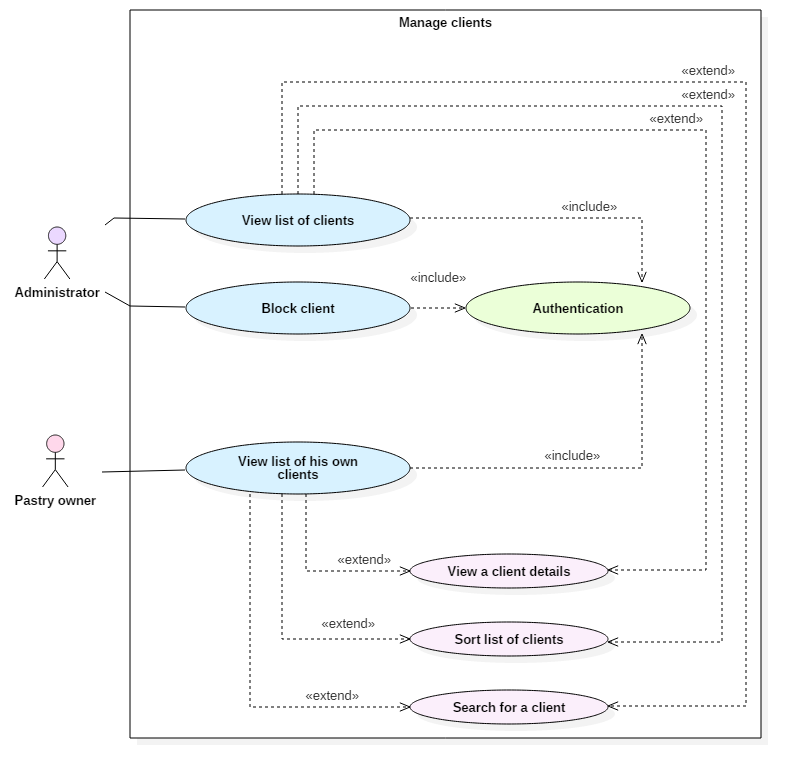 Manage clients
«extend»
«extend»
«extend»
View list of clients
«include»
Administrator
Block client
«include»
Authentication
Pastry owner
View list of his own
clients
«include»
«extend»
View a client details
«extend»
Sort list of clients
«extend»
Search for a client